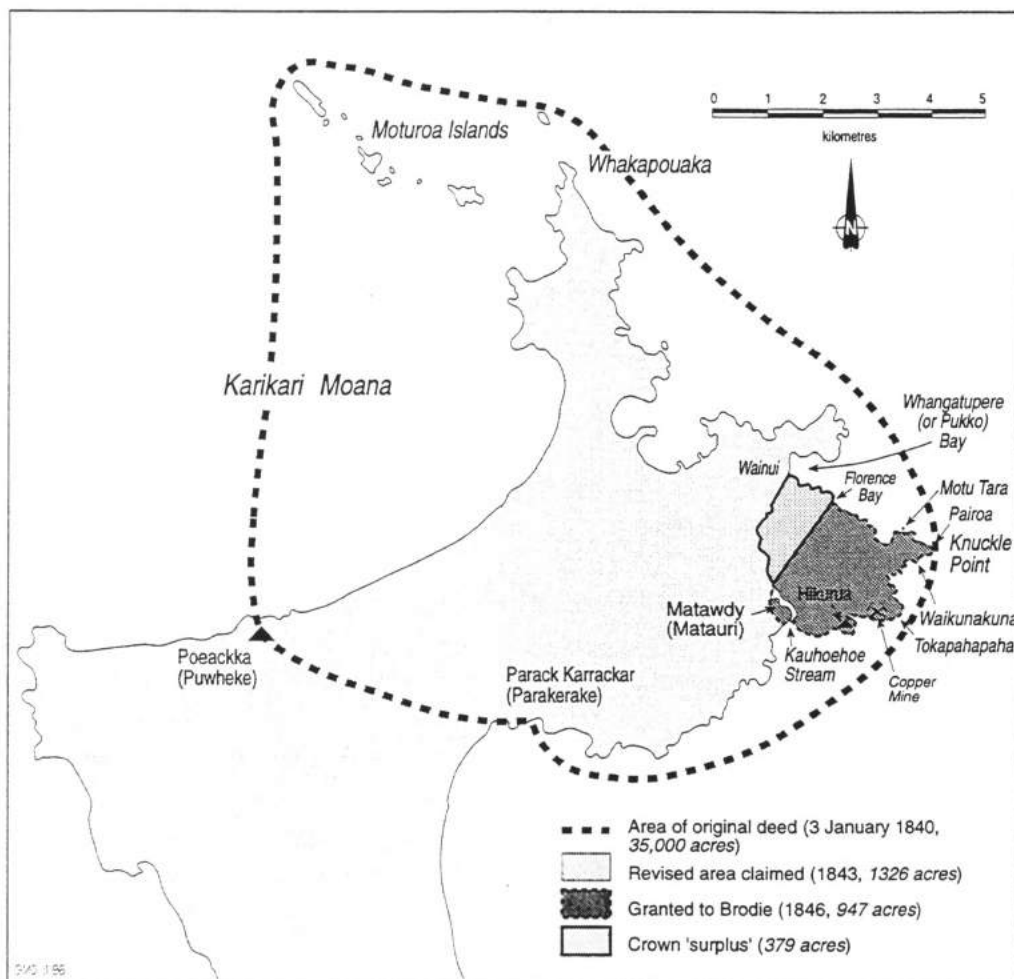 0 1 2 3 4 5
kilometres
N
Moturoa Islands
Whakapouaka
Karikari Moana
Whangatupere
(or Pukko)
Bay
Wainui
Florence
Bay
Motu Tara
Pairoa
Knuckle
Point
Hikurua
Matawdy
(Matauri)
Waikunakuna
Tokapahapaha
Kauhoehoe
Stream
Copper
Mine
Poeackka
(Puwheke)
Parack Karrackar
(Parakerake)
Area of original deed (3 January 1840,
35,000 acres)
Revised area claimed (1843, 1326 acres)
Granted to Brodie (1846, 947 acres)
Crown 'surplus' (379 acres)